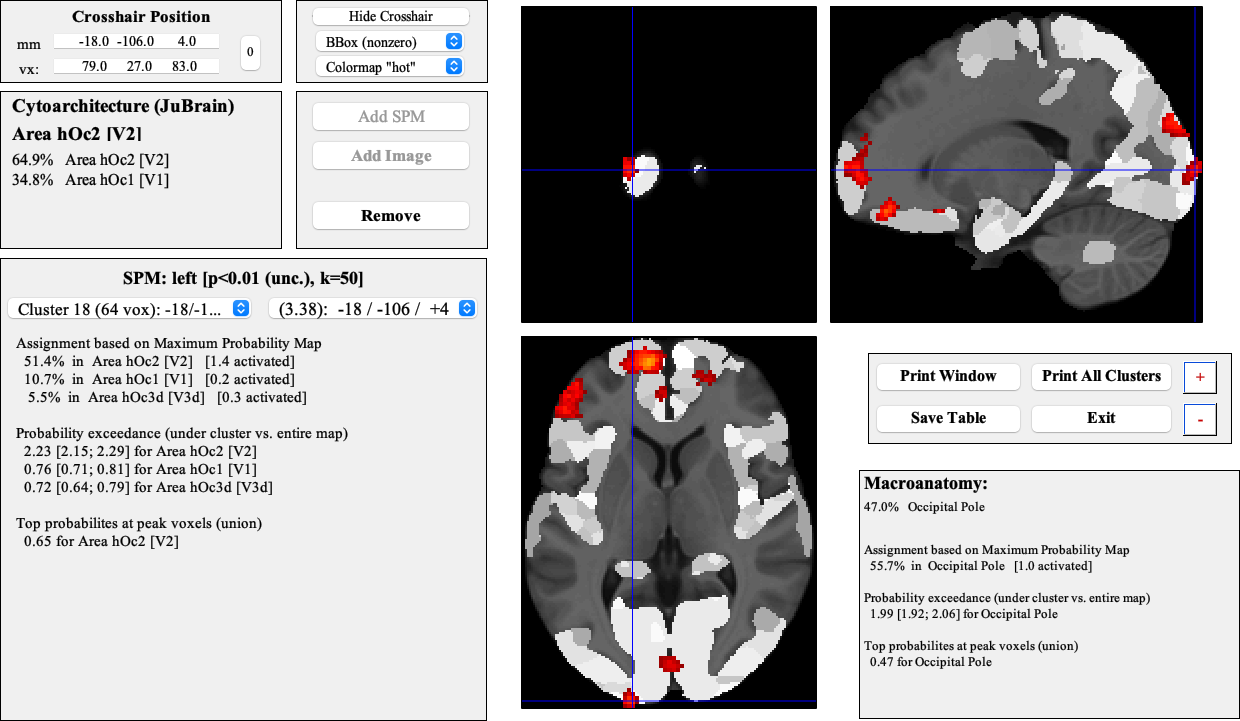 Crosshair Position
mm -18.0 -106.0 4.0
vx: 79.0 27.0 83.0
0
Hide Crosshair
BBox (nonzero)
Colormap "hot"
Cytoarchitecture (JuBrain)
Area hOc2 [V2]
64.9% Area hOc2 [V2]
34.8% Area hOc1 [V1]
Add SPM
Add Image
Remove
SPM: left [p<0.01 (unc.), k=50]
Cluster 18 (64 vox): -18/-1... (3.38): -18 / -106 / +4
Assignment based on Maximum Probability Map
51.4% in Area hOc2 [V2] [1.4 activated]
10.7% in Area hOc1 [V1] [0.2 activated]
5.5% in Area hOc3d [V3d] [0.3 activated]
Probability exceedance (under cluster vs. entire map)
2.23 [2.15; 2.29] for Area hOc2 [V2]
0.76 [0.71; 0.81] for Area hOc1 [V1]
0.72 [0.64; 0.79] for Area hOc3d [V3d]
Top probabilites at peak voxels (union)
0.65 for Area hOc2 [V2]
Print Window Print All Clusters +
Save Table Exit -
Macroanatomy:
47.0% Occipital Pole
Assignment based on Maximum Probability Map
55.7% in Occipital Pole [1.0 activated]
Probability exceedance (under cluster vs. entire map)
1.99 [1.92; 2.06] for Occipital Pole
Top probabilites at peak voxels (union)
0.47 for Occipital Pole